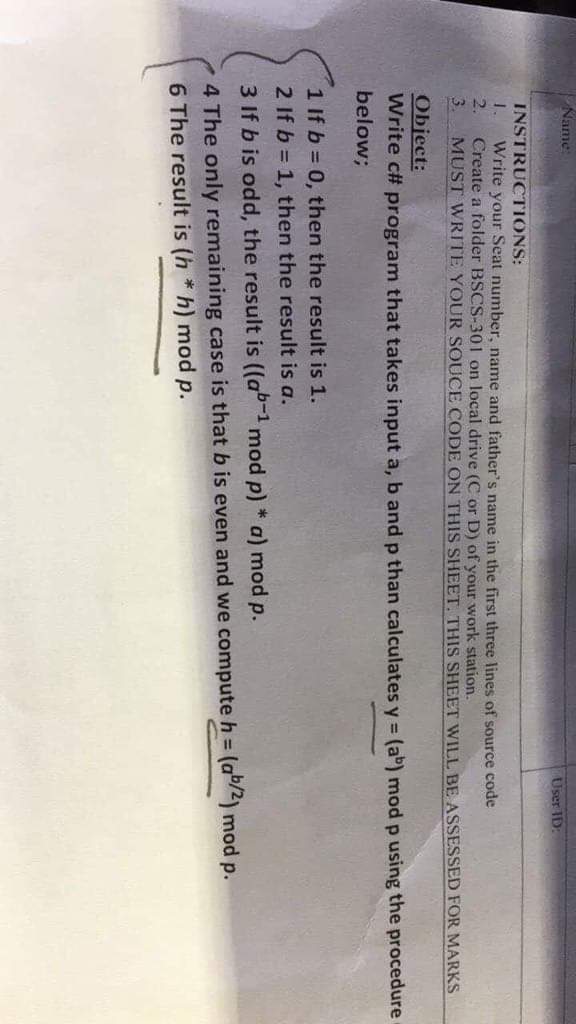 Name:
User ID:
INSTRUCTIONS:
1. Write your Seat number, name and father's name in the first three lines of source code
2. Create a folder BSCS-301 on local drive (C or D) of your work station.
3. MUST WRITE YOUR SOUCE CODE ON THIS SHEET. THIS SHEET WILL BE ASSESSED FOR MARKS
Object:
Write c# program that takes input a, b and p than calculates y = (aᵇ) mod p using the procedure
below;
1 If b = 0, then the result is 1.
2 If b = 1, then the result is a.
3 If b is odd, the result is ((aᵇ⁻¹ mod p) * a) mod p.
4 The only remaining case is that b is even and we compute h = (a^{b/2}) mod p.
6 The result is (h * h) mod p.